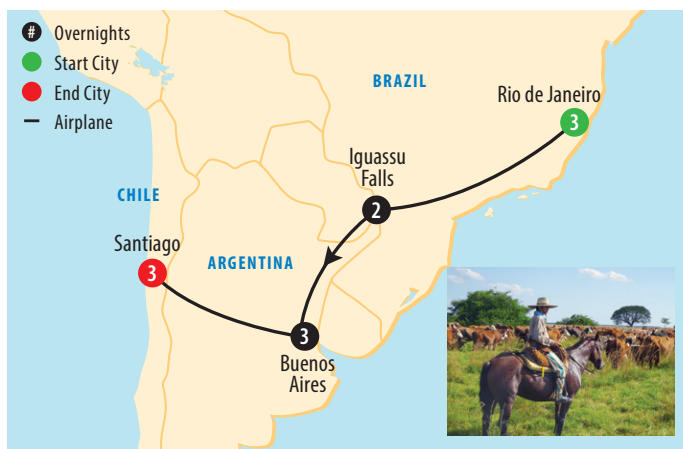 # Overnights
Start City
End City
Airplane
BRAZIL
Rio de Janeiro
3
Iguassu
Falls
2
CHILE
Santiago
3
ARGENTINA
3
Buenos
Aires